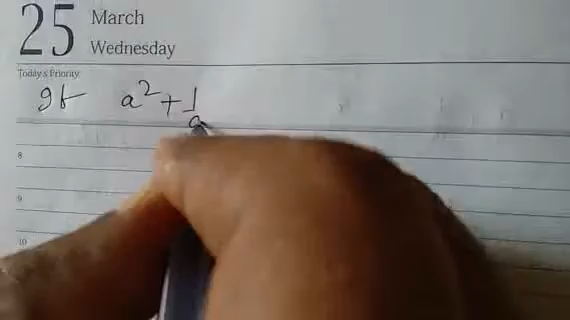 25 March
Wednesday
Today's Priority
If a² + 1/a
8
9
10